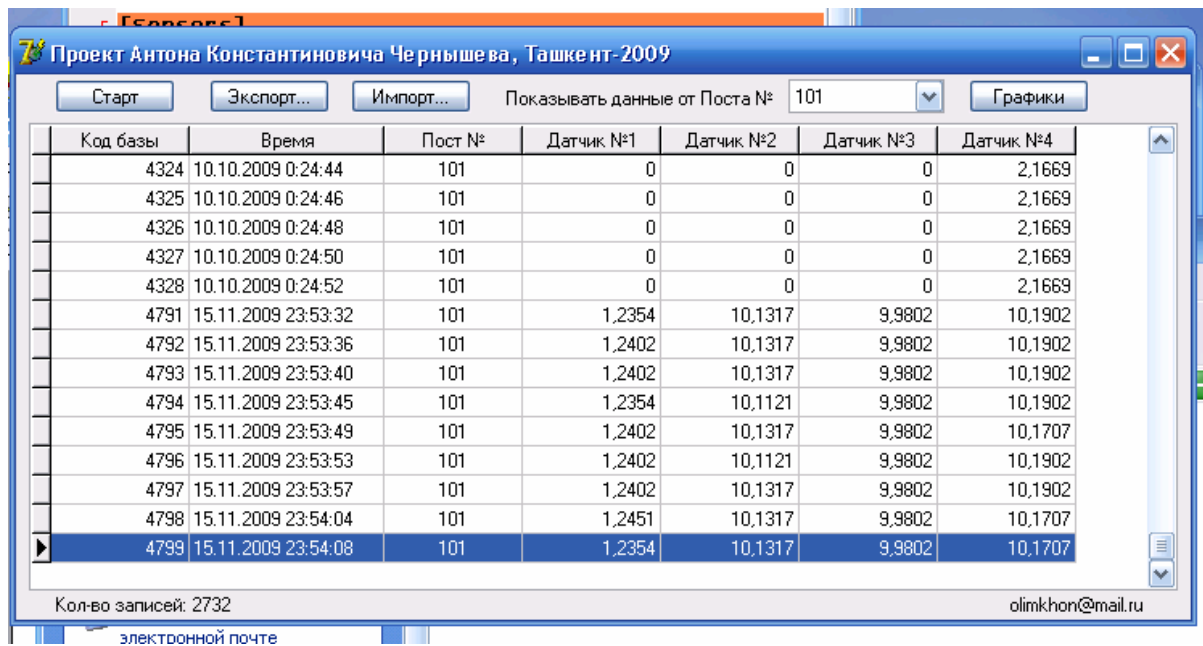 [Sensors]
Проект Антона Константиновича Чернышева, Ташкент-2009
Старт Экспорт... Импорт... Показывать данные от Поста № 101 Графики
Код базы Время Пост № Датчик №1 Датчик №2 Датчик №3 Датчик №4
4324 10.10.2009 0:24:44 101 0 0 0 2,1669
4325 10.10.2009 0:24:46 101 0 0 0 2,1669
4326 10.10.2009 0:24:48 101 0 0 0 2,1669
4327 10.10.2009 0:24:50 101 0 0 0 2,1669
4328 10.10.2009 0:24:52 101 0 0 0 2,1669
4791 15.11.2009 23:53:32 101 1,2354 10,1317 9,9802 10,1902
4792 15.11.2009 23:53:36 101 1,2402 10,1317 9,9802 10,1902
4793 15.11.2009 23:53:40 101 1,2402 10,1317 9,9802 10,1902
4794 15.11.2009 23:53:45 101 1,2354 10,1121 9,9802 10,1902
4795 15.11.2009 23:53:49 101 1,2402 10,1317 9,9802 10,1707
4796 15.11.2009 23:53:53 101 1,2402 10,1121 9,9802 10,1902
4797 15.11.2009 23:53:57 101 1,2402 10,1317 9,9802 10,1902
4798 15.11.2009 23:54:04 101 1,2451 10,1317 9,9802 10,1707
4799 15.11.2009 23:54:08 101 1,2354 10,1317 9,9802 10,1707
Кол-во записей: 2732 olimkhon@mail.ru
электронной почте